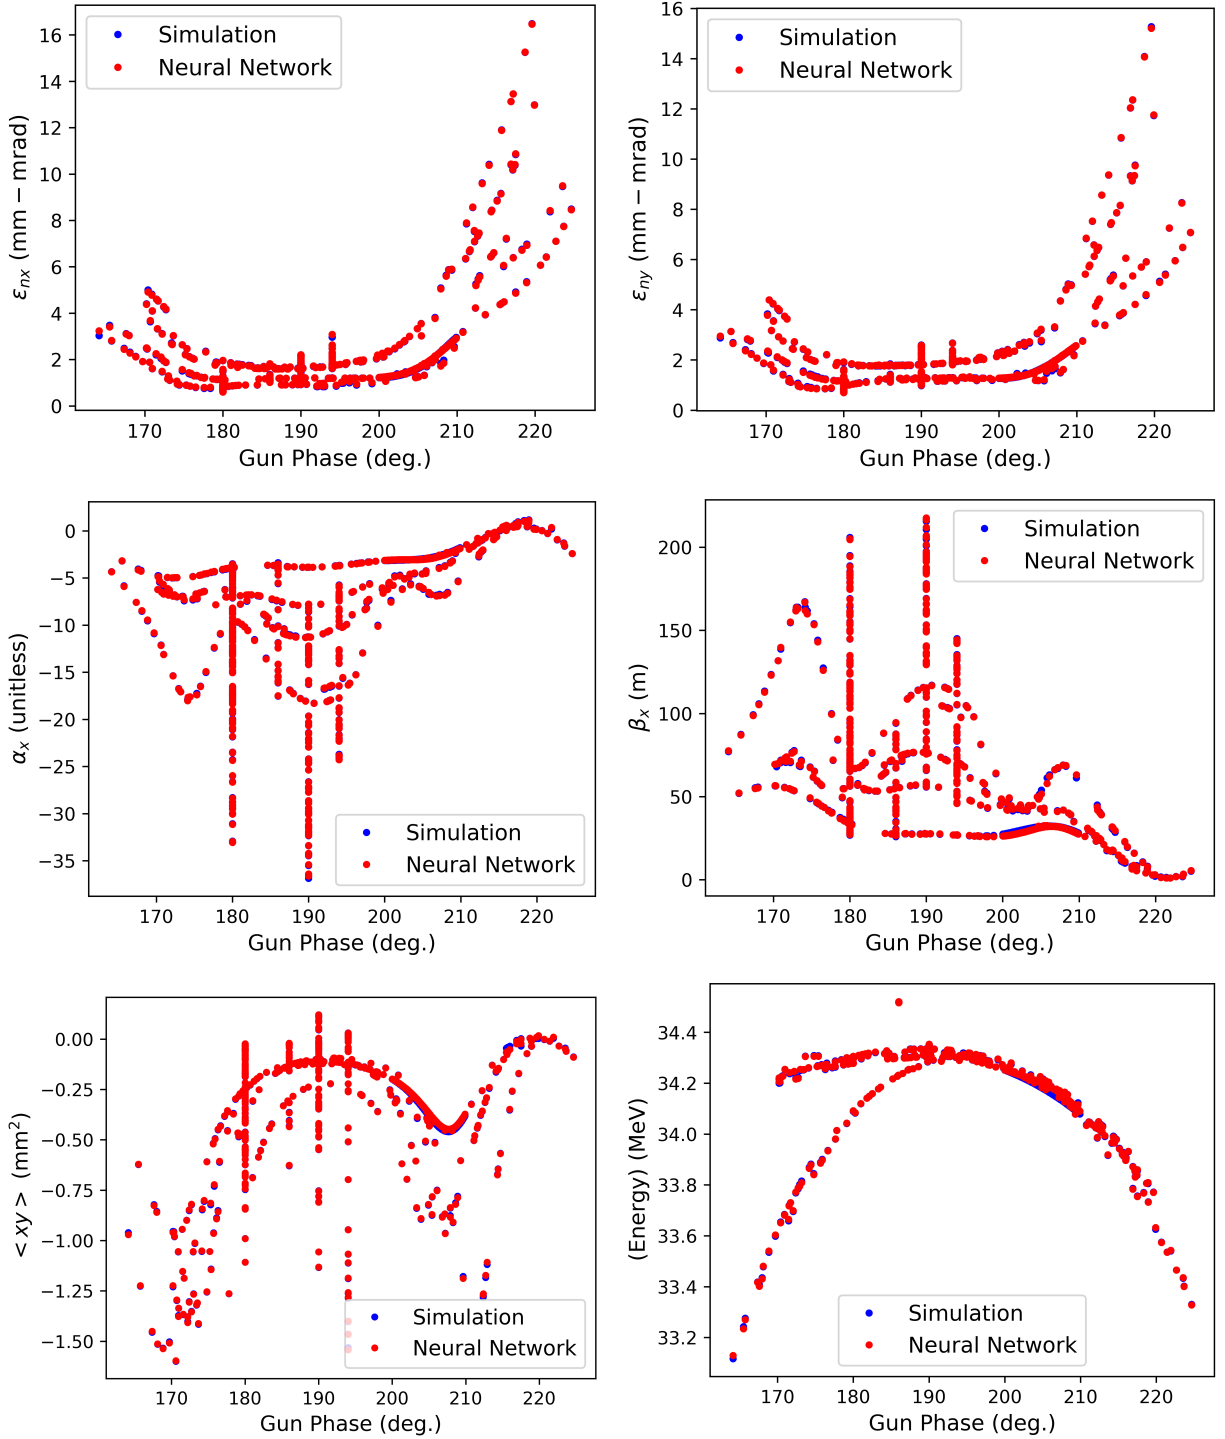 Simulation
Neural Network
16
14
12
10
8
6
4
2
0
εnx (mm − mrad)
170 180 190 200 210 220
Gun Phase (deg.)
Simulation
Neural Network
16
14
12
10
8
6
4
2
0
εny (mm − mrad)
170 180 190 200 210 220
Gun Phase (deg.)
0
−5
−10
−15
−20
−25
−30
−35
αx (unitless)
Simulation
Neural Network
170 180 190 200 210 220
Gun Phase (deg.)
Simulation
Neural Network
200
150
100
50
0
βx (m)
170 180 190 200 210 220
Gun Phase (deg.)
0.00
−0.25
−0.50
−0.75
−1.00
−1.25
−1.50
<xy> (mm²)
Simulation
Neural Network
170 180 190 200 210 220
Gun Phase (deg.)
34.4
34.2
34.0
33.8
33.6
33.4
33.2
⟨Energy⟩ (MeV)
Simulation
Neural Network
170 180 190 200 210 220
Gun Phase (deg.)